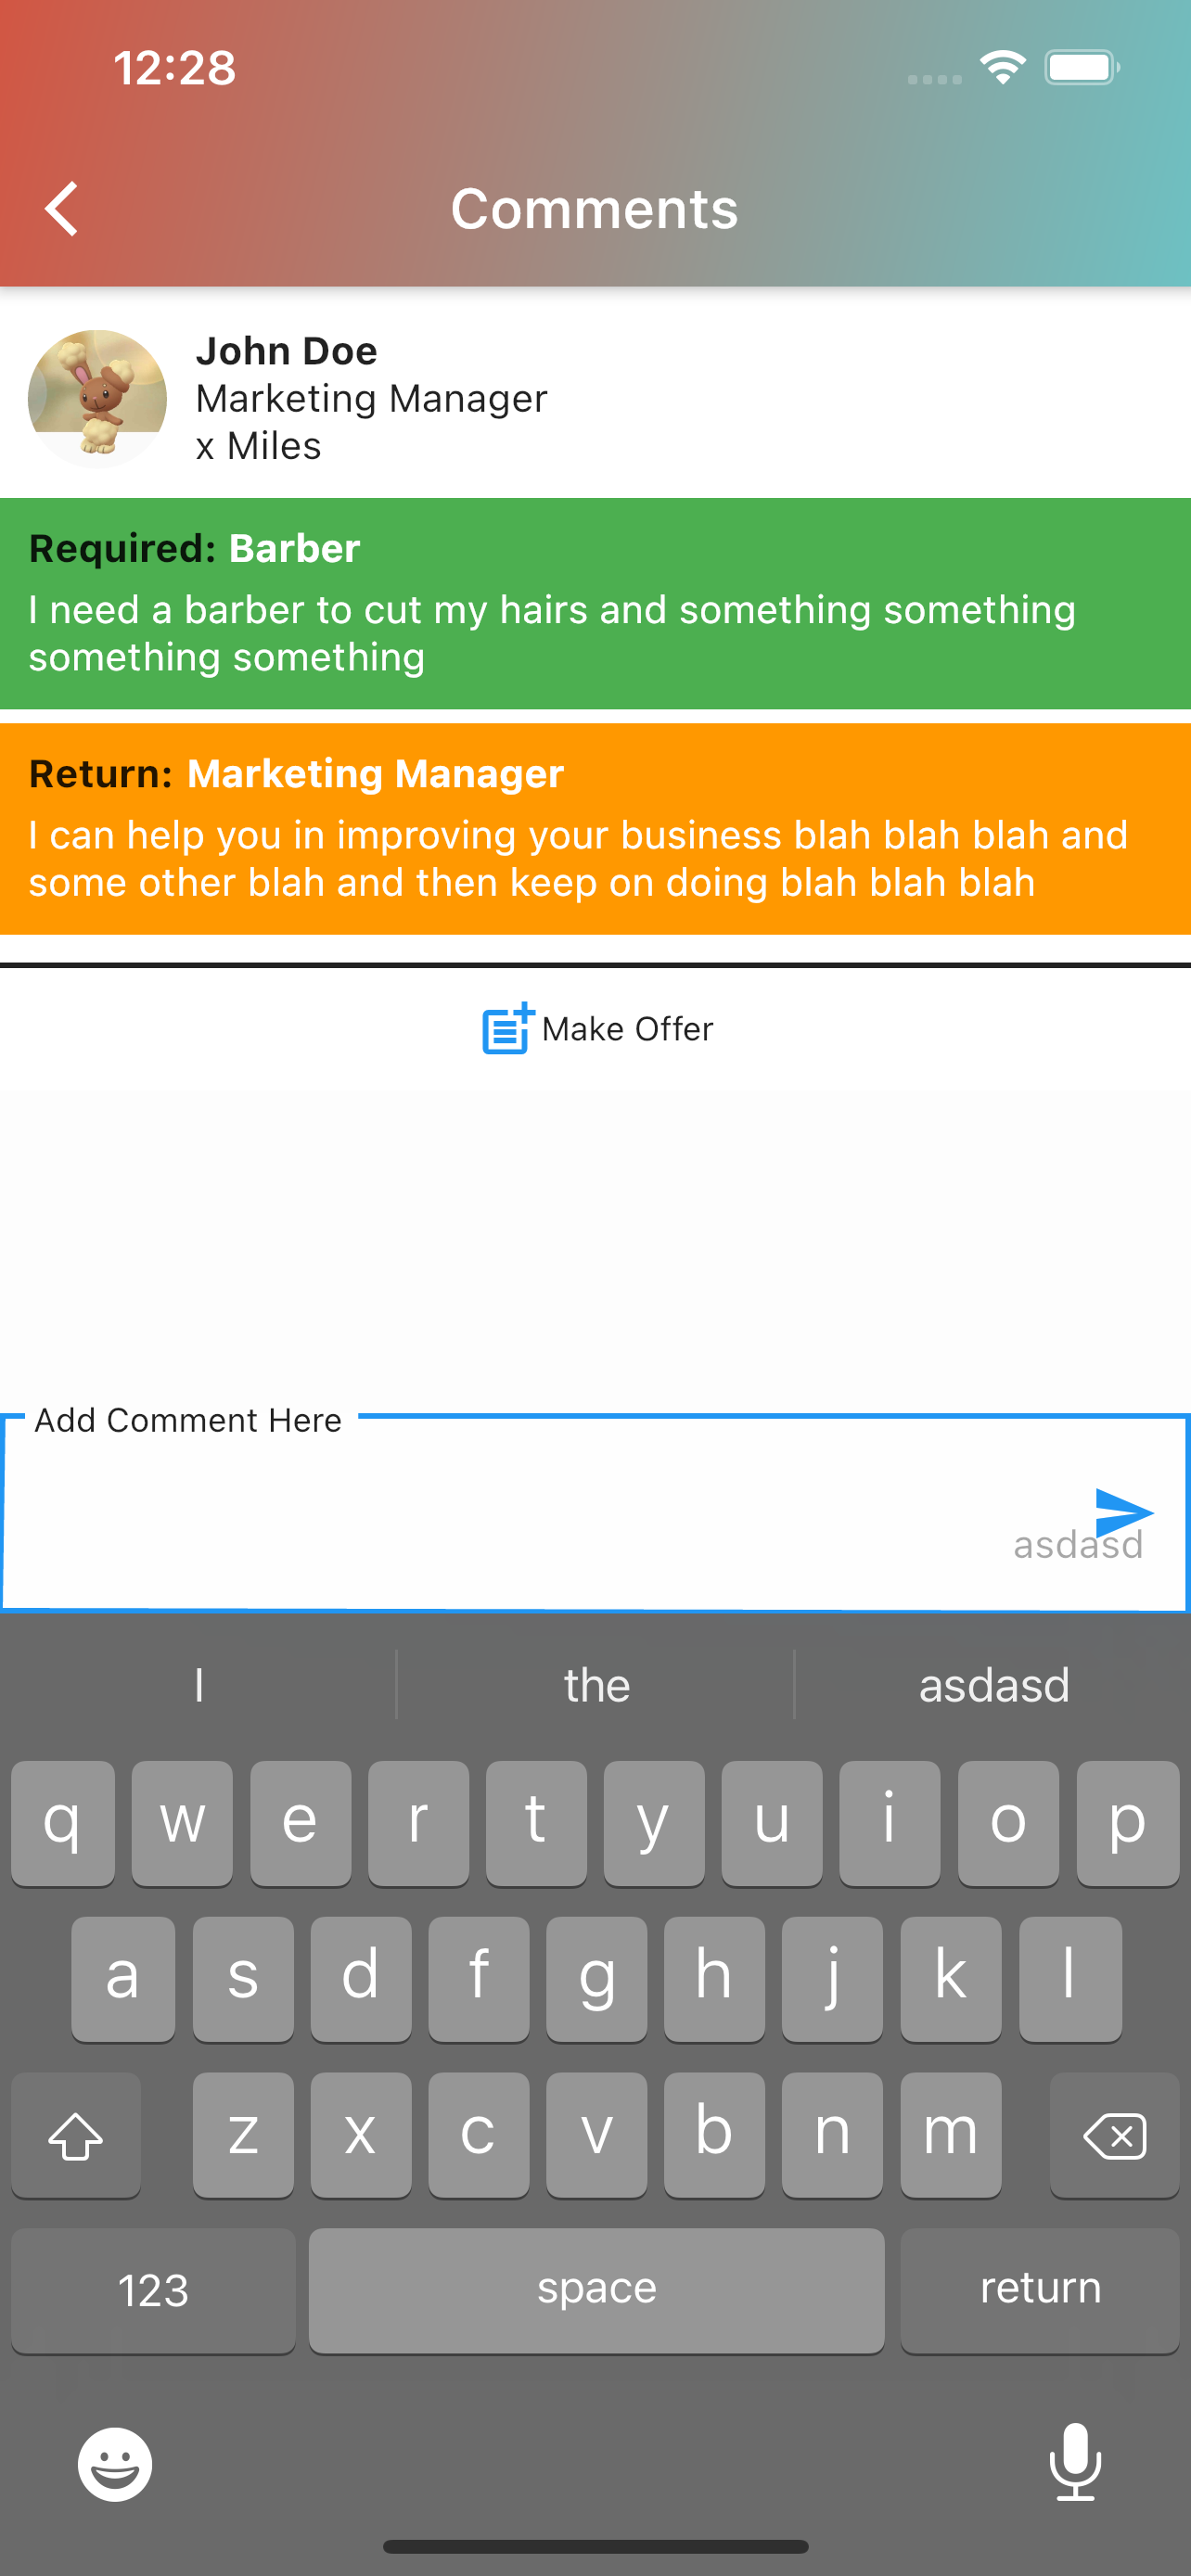 12:28
Comments
John Doe
Marketing Manager
x Miles
Required: Barber
I need a barber to cut my hairs and something something
something something
Return: Marketing Manager
I can help you in improving your business blah blah blah and
some other blah and then keep on doing blah blah blah
Make Offer
Add Comment Here
asdasd
I the asdasd
q w e r t y u i o p
a s d f g h j k l
z x c v b n m
123 space return